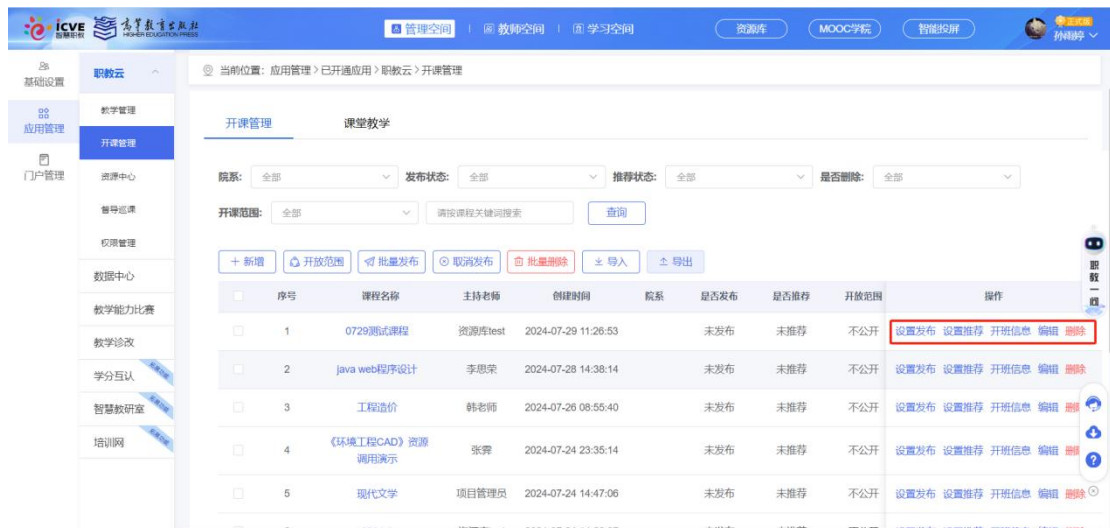 icve 智慧职教 高等教育出版社 HIGHER EDUCATION PRESS 管理空间 教师空间 学习空间 资源库 MOOC学院 智能投屏 正式版 孙雨婷
基础设置
应用管理
门户管理
职教云
教学管理
开课管理
资源中心
督导巡课
权限管理
数据中心
教学能力比赛
教学诊改
学分互认
智慧教研室
培训网
当前位置：应用管理>已开通应用>职教云>开课管理
开课管理 课堂教学
院系: 全部 发布状态: 全部 推荐状态: 全部 是否删除: 全部
开课范围: 全部 请按课程关键词搜索 查询
+ 新增 开放范围 批量发布 取消发布 批量删除 导入 导出
序号 课程名称 主持老师 创建时间 院系 是否发布 是否推荐 开放范围 操作
1 0729测试课程 资源库test 2024-07-29 11:26:53 未发布 未推荐 不公开 设置发布 设置推荐 开班信息 编辑 删除
2 java web程序设计 李思荣 2024-07-28 14:38:14 未发布 未推荐 不公开 设置发布 设置推荐 开班信息 编辑 删除
3 工程造价 韩老师 2024-07-26 08:55:40 未发布 未推荐 不公开 设置发布 设置推荐 开班信息 编辑
4 《环境工程CAD》资源调用演示 张霁 2024-07-24 23:35:14 未发布 未推荐 不公开 设置发布 设置推荐 开班信息 编辑
5 现代文学 项目管理员 2024-07-24 14:47:06 未发布 未推荐 不公开 设置发布 设置推荐 开班信息 编辑 删除
职教一问